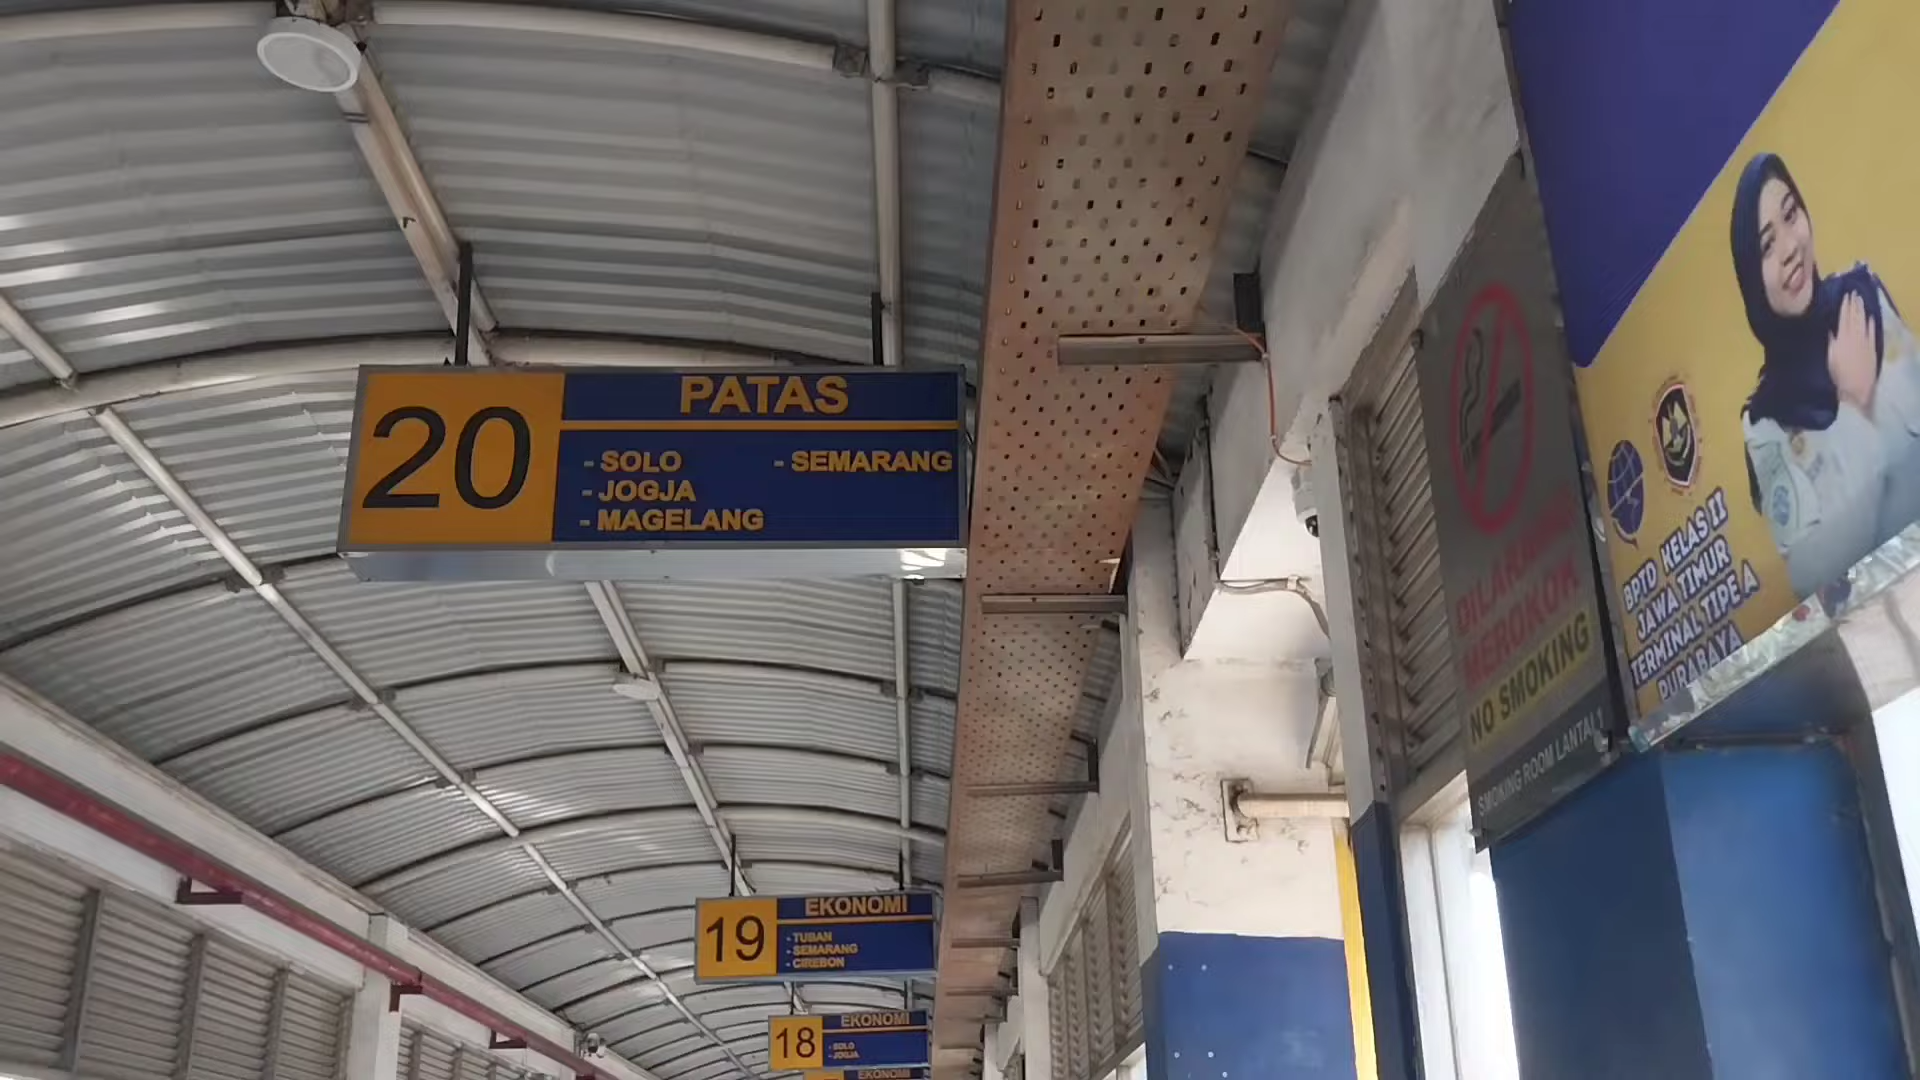 20
PATAS
- SOLO
- JOGJA
- MAGELANG
- SEMARANG
19
EKONOMI
- TUBAN
- SEMARANG
- CIREBON
18
EKONOMI
- SOLO
- JOGJA
EKONOMI
DILARANG
MEROKOK
NO SMOKING
SMOKING ROOM LANTAI 1
BPTD KELAS II
JAWA TIMUR
TERMINAL TIPE A
PURABAYA